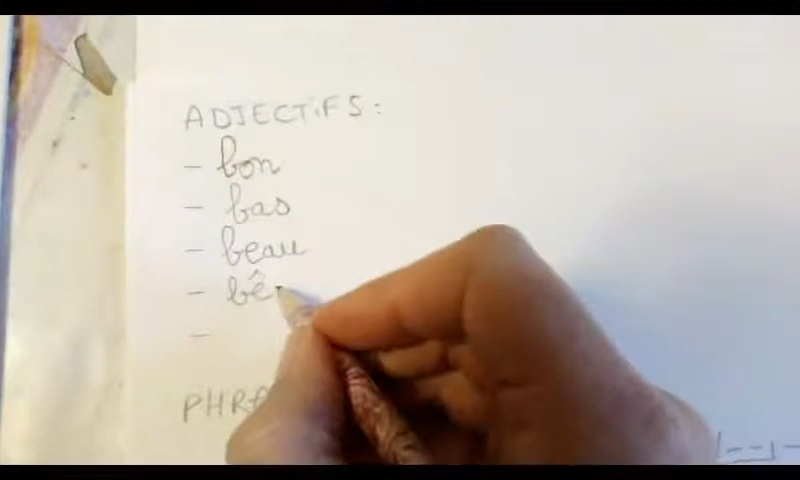 ADJECTIFS:
- bon
- bas
- beau
- bê
-